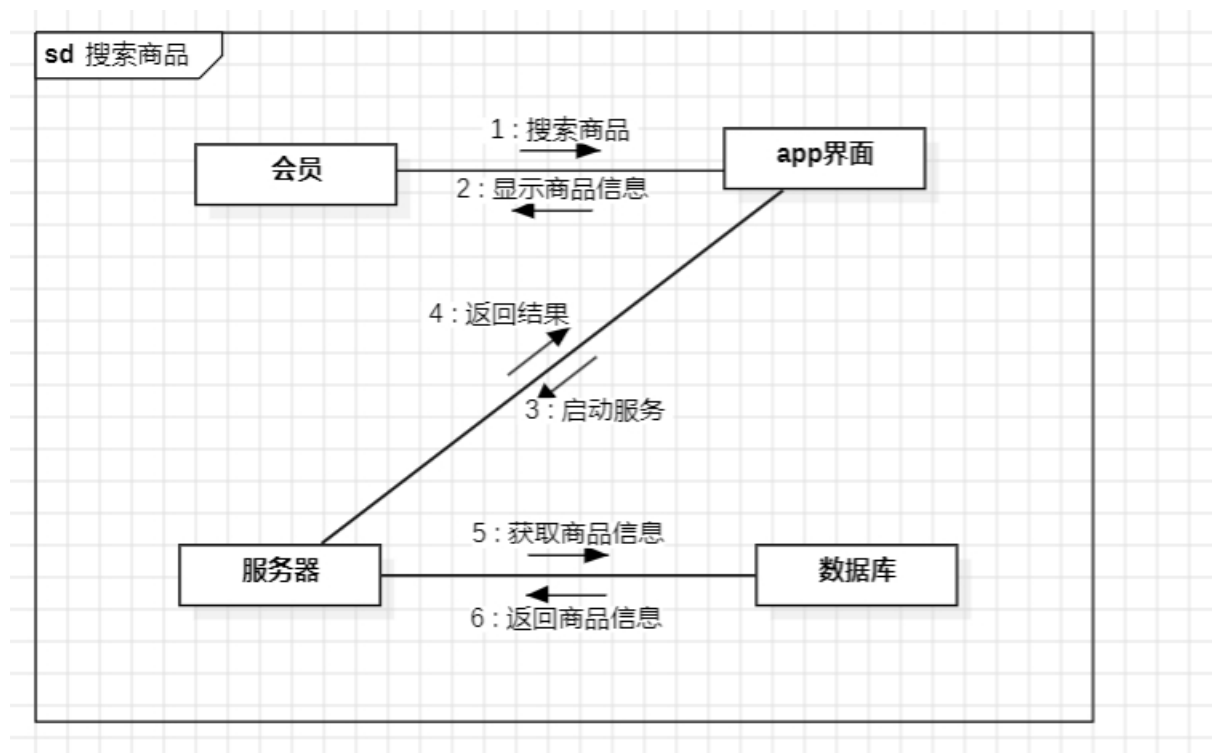 sd 搜索商品
1 : 搜索商品
会员
app界面
2 : 显示商品信息
4 : 返回结果
3 : 启动服务
5 : 获取商品信息
服务器
数据库
6 : 返回商品信息